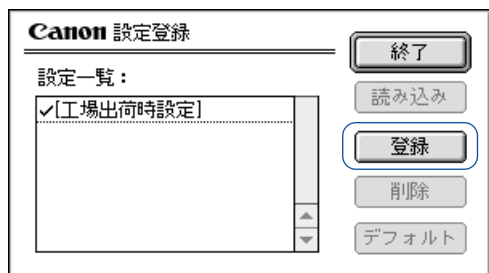 Canon 設定登録
設定一覧：
✓[工場出荷時設定]
終了
読み込み
登録
削除
デフォルト